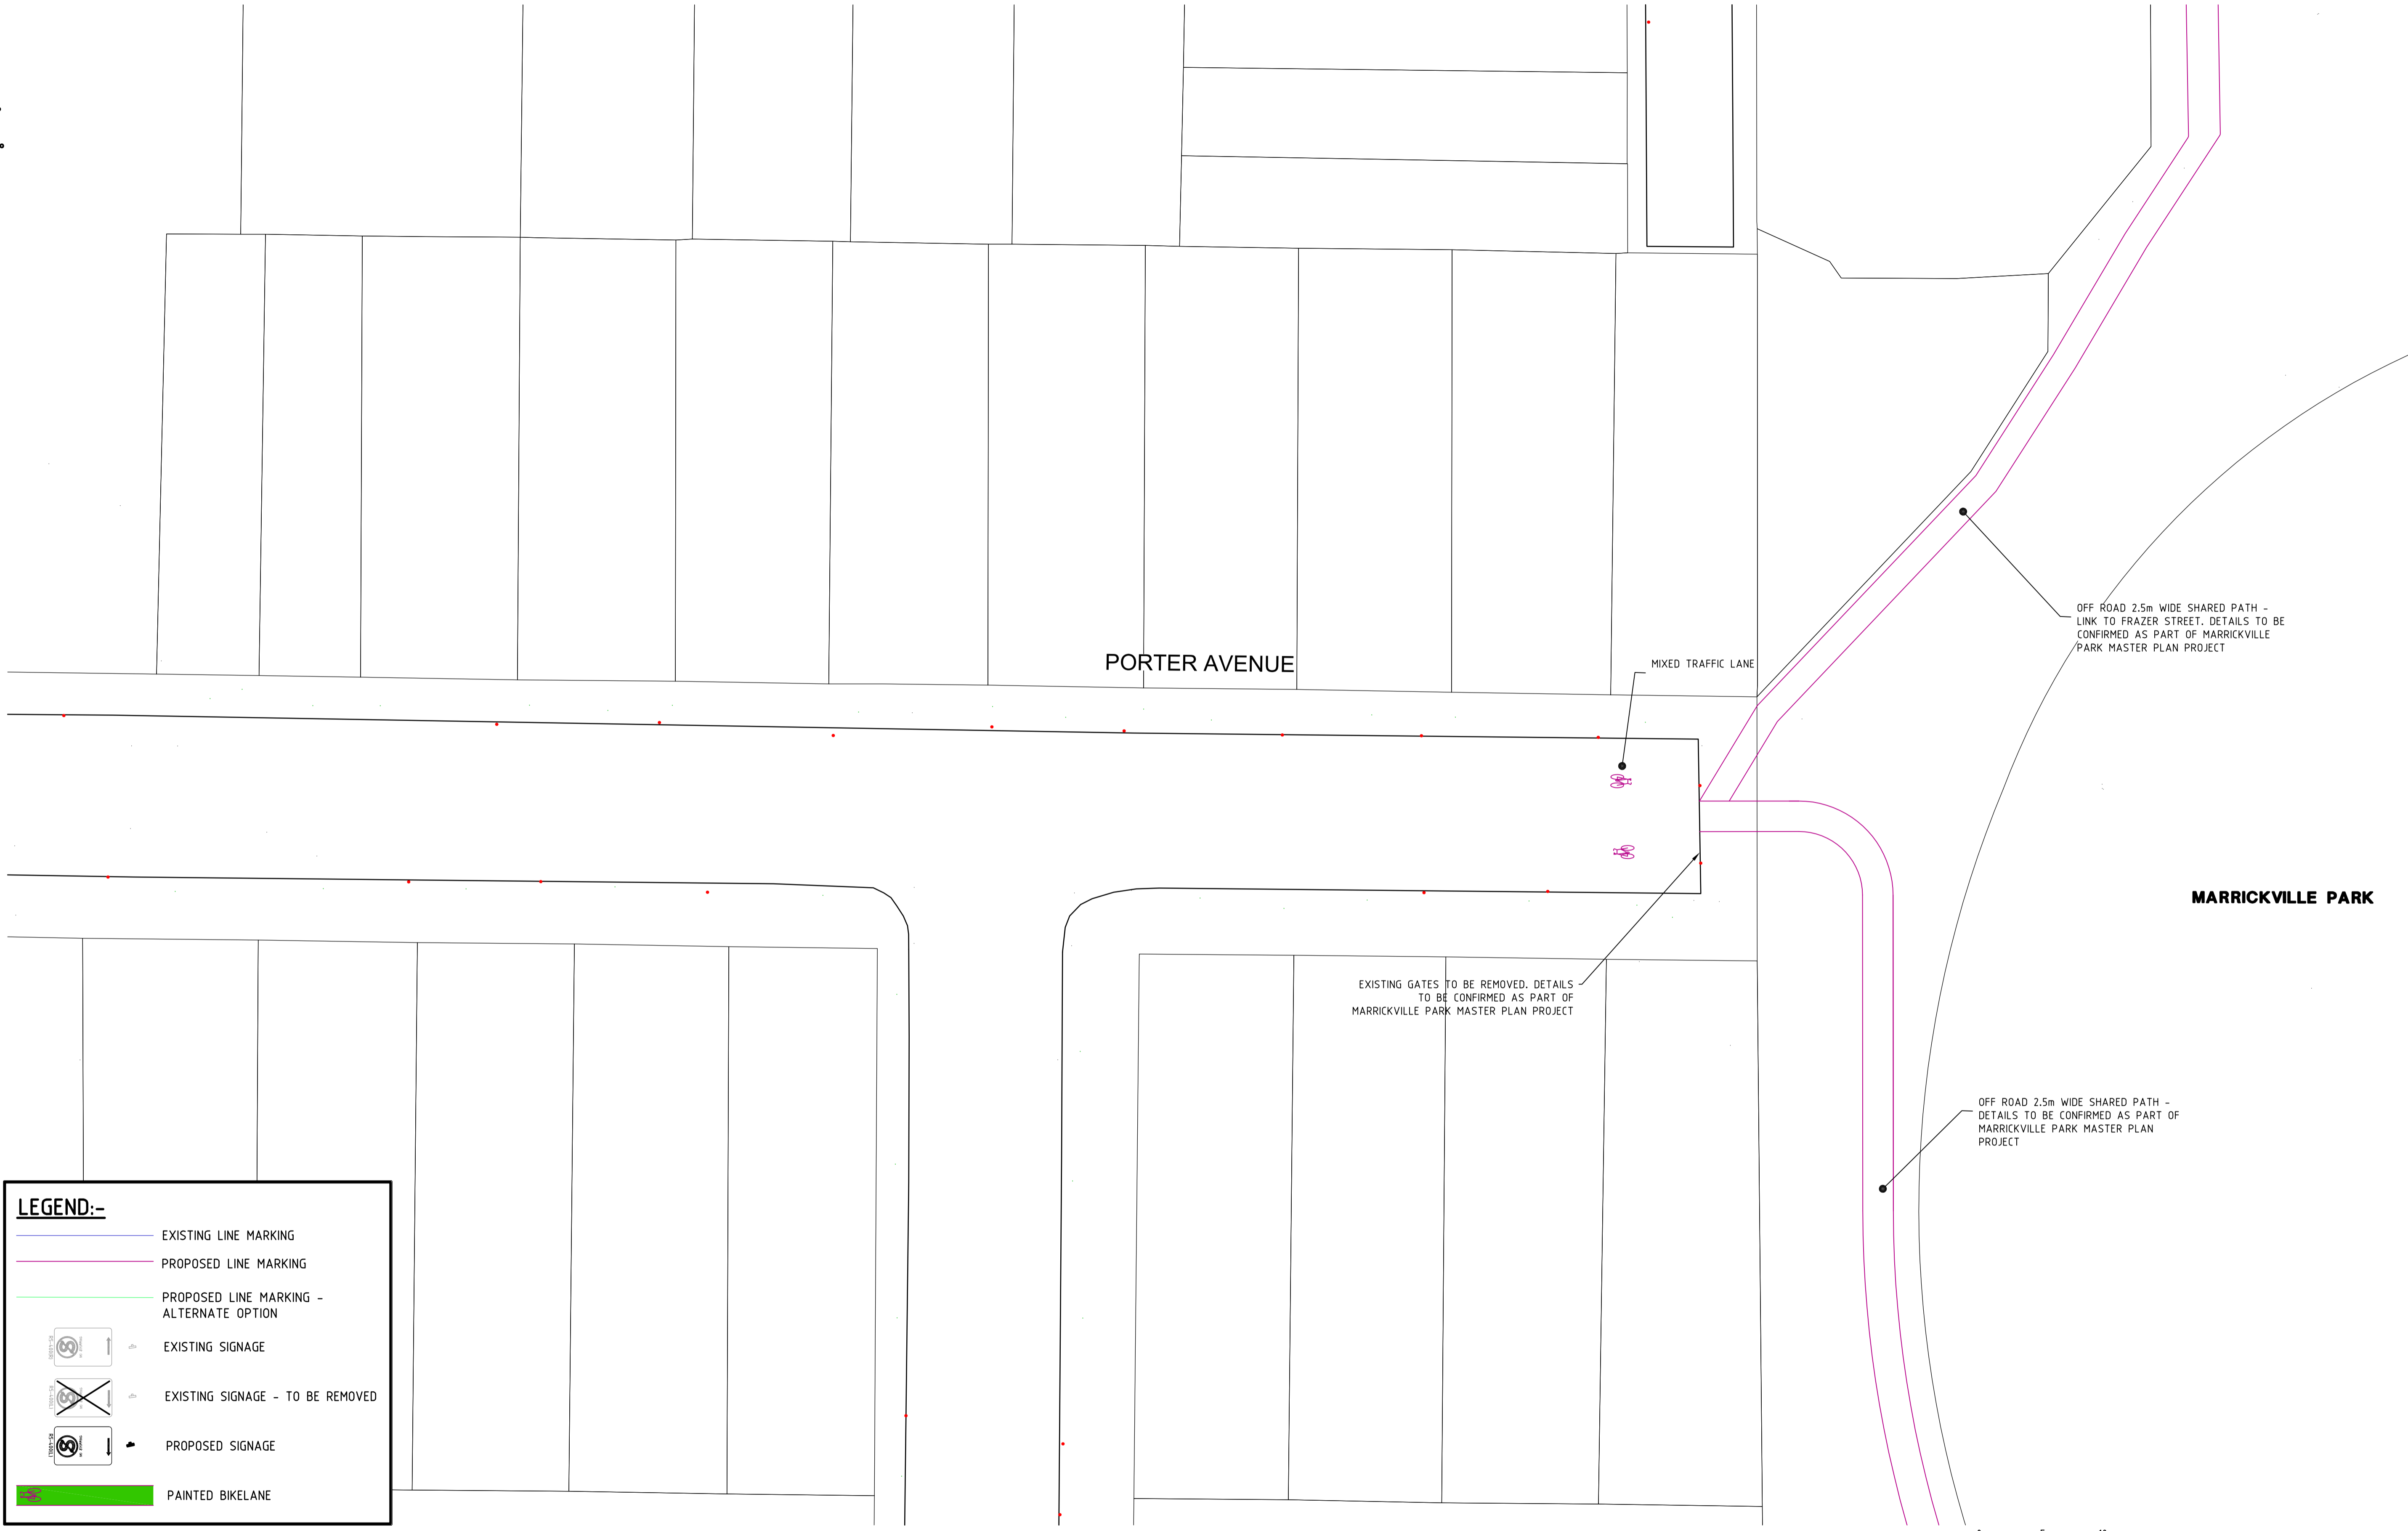 PORTER AVENUE
MIXED TRAFFIC LANE
OFF ROAD 2.5m WIDE SHARED PATH -
LINK TO FRAZER STREET. DETAILS TO BE
CONFIRMED AS PART OF MARRICKVILLE
PARK MASTER PLAN PROJECT
MARRICKVILLE PARK
EXISTING GATES TO BE REMOVED. DETAILS
TO BE CONFIRMED AS PART OF
MARRICKVILLE PARK MASTER PLAN PROJECT
OFF ROAD 2.5m WIDE SHARED PATH -
DETAILS TO BE CONFIRMED AS PART OF
MARRICKVILLE PARK MASTER PLAN
PROJECT
LEGEND:-
EXISTING LINE MARKING
PROPOSED LINE MARKING
PROPOSED LINE MARKING -
ALTERNATE OPTION
EXISTING SIGNAGE
EXISTING SIGNAGE - TO BE REMOVED
PROPOSED SIGNAGE
PAINTED BIKELANE